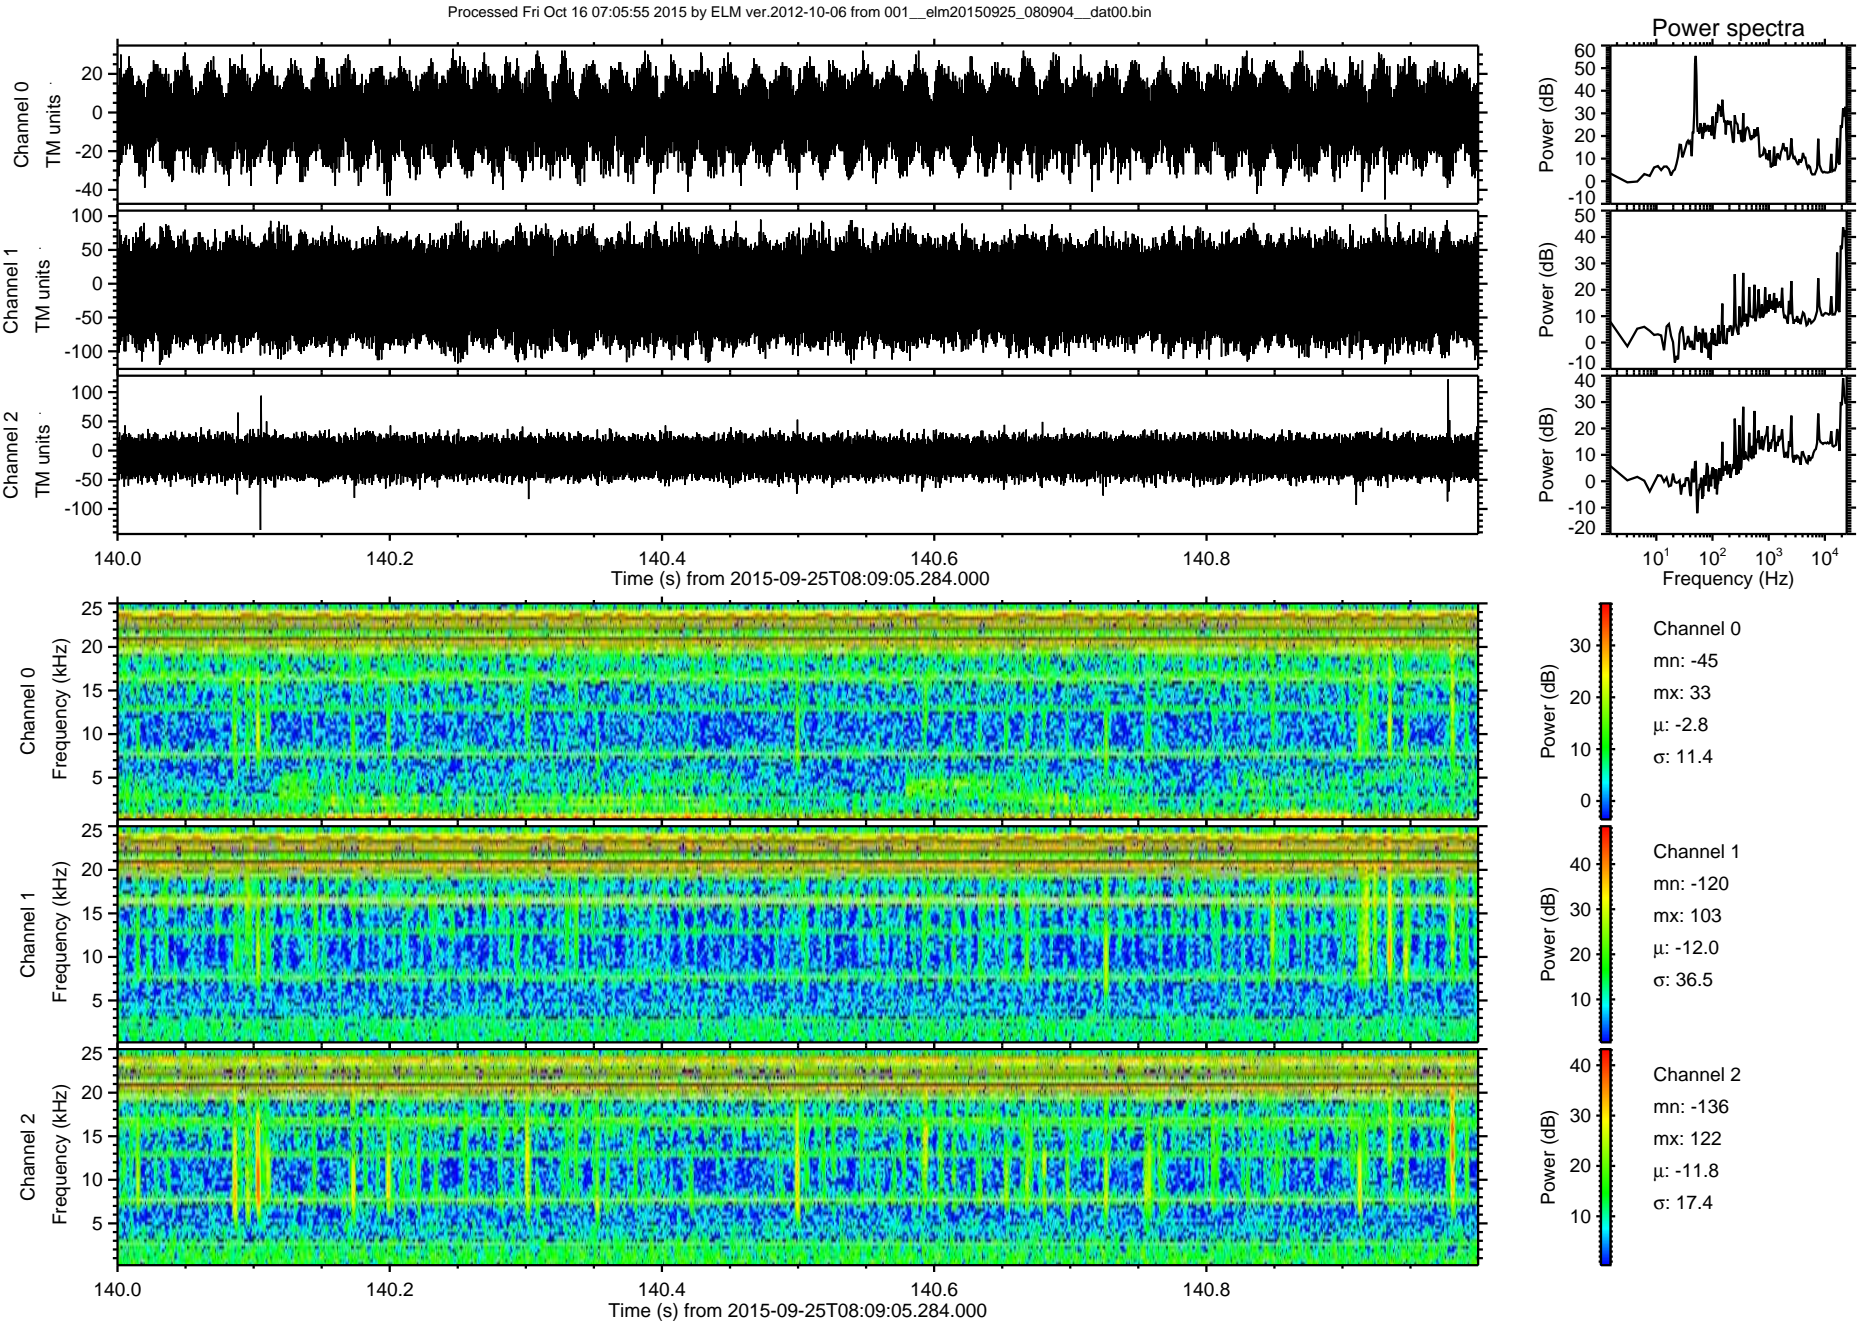 Processed Fri Oct 16 07:05:55 2015 by ELM ver.2012-10-06 from 001__elm20150925_080904__dat00.bin
Power spectra
Channel 0
TM units
20
0
-20
-40
Power (dB)
60
50
40
30
20
10
0
-10
Channel 1
TM units
100
50
0
-50
-100
Power (dB)
50
40
30
20
10
0
-10
Channel 2
TM units
100
50
0
-50
-100
Power (dB)
40
30
20
10
0
-10
-20
140.0 140.2 140.4 140.6 140.8
Time (s) from 2015-09-25T08:09:05.284.000
10¹ 10² 10³ 10⁴
Frequency (Hz)
Channel 0
Frequency (kHz)
25
20
15
10
5
Power (dB)
30
20
10
0
Channel 0
mn: -45
mx: 33
μ: -2.8
σ: 11.4
Channel 1
Frequency (kHz)
25
20
15
10
5
Power (dB)
40
30
20
10
Channel 1
mn: -120
mx: 103
μ: -12.0
σ: 36.5
Channel 2
Frequency (kHz)
25
20
15
10
5
Power (dB)
40
30
20
10
Channel 2
mn: -136
mx: 122
μ: -11.8
σ: 17.4
140.0 140.2 140.4 140.6 140.8
Time (s) from 2015-09-25T08:09:05.284.000